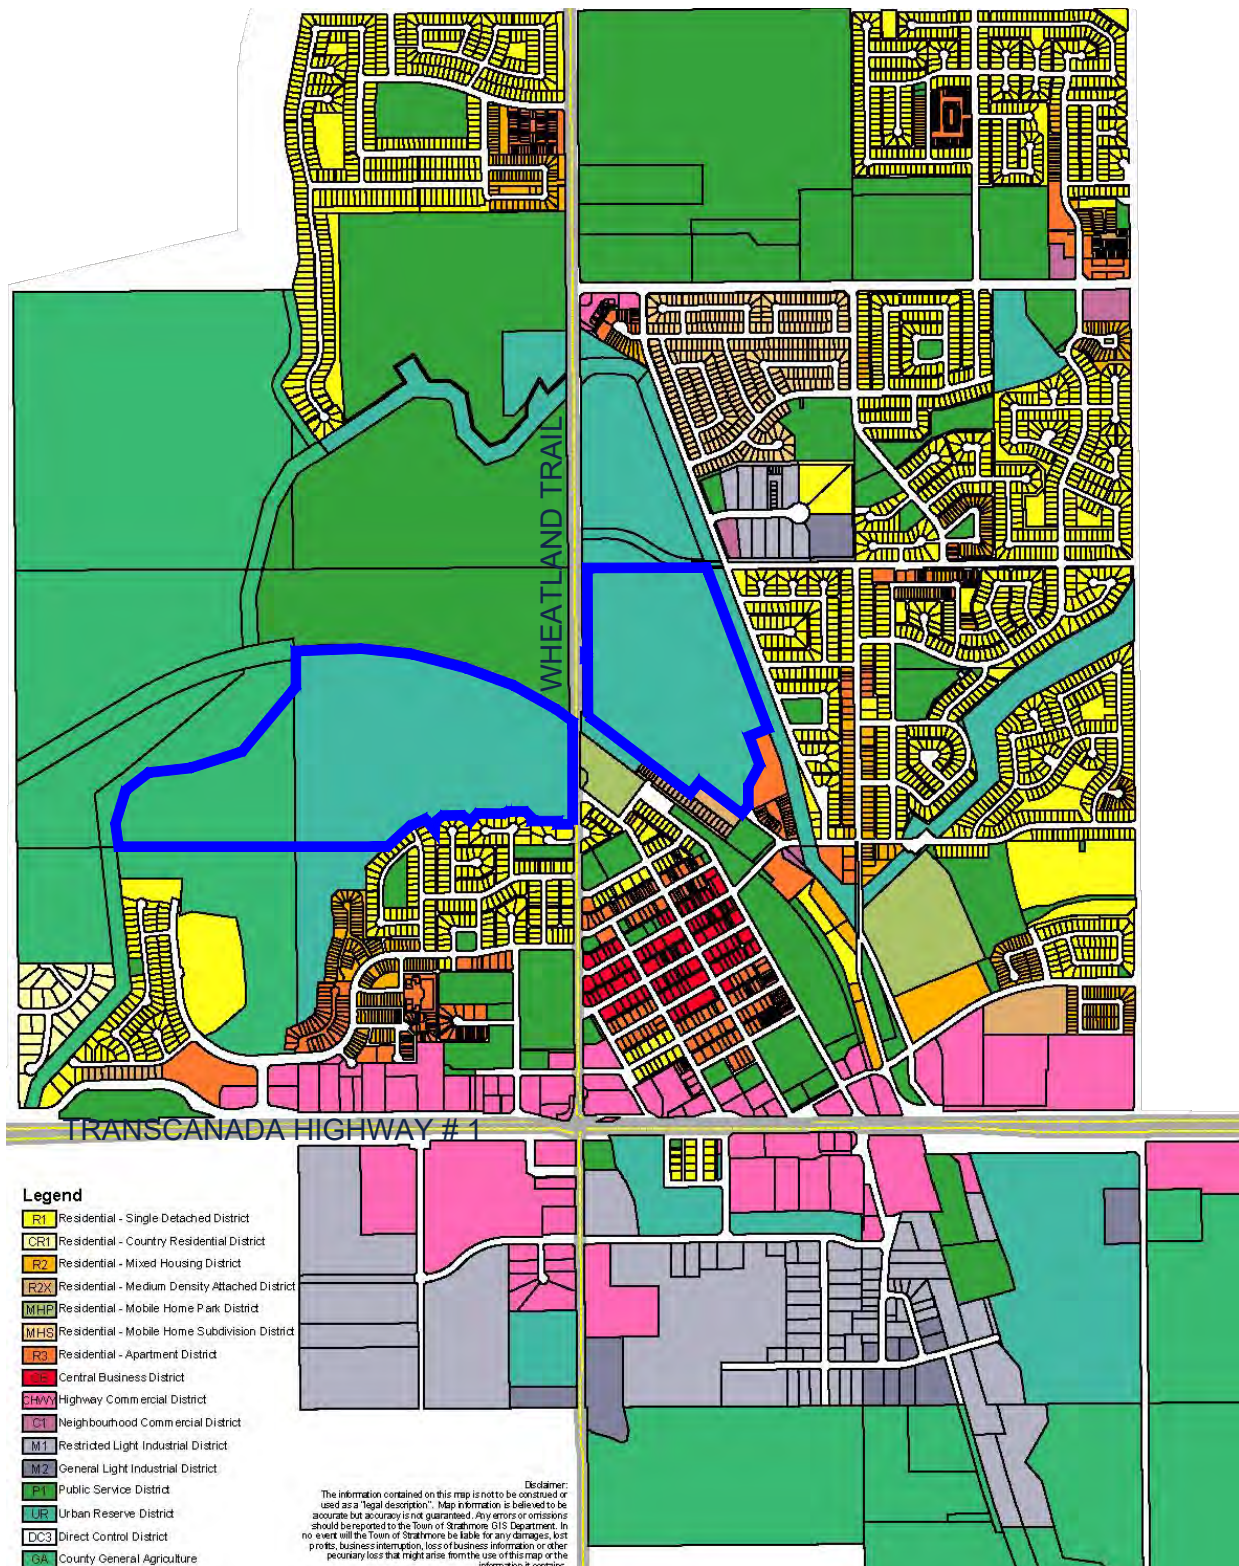 WHEATLAND TRAIL
TRANSCANADA HIGHWAY # 1
Legend
R1 Residential - Single Detached District
CR1 Residential - Country Residential District
R2 Residential - Mixed Housing District
R2X Residential - Medium Density Attached District
MHP Residential - Mobile Home Park District
MHS Residential - Mobile Home Subdivision District
R3 Residential - Apartment District
CB Central Business District
CHWY Highway Commercial District
C1 Neighbourhood Commercial District
M1 Restricted Light Industrial District
M2 General Light Industrial District
P1 Public Service District
UR Urban Reserve District
DC3 Direct Control District
GA County General Agriculture
Disclaimer:
The information contained on this map is not to be construed or
used as a "legal description". Map information is believed to be
accurate but accuracy is not guaranteed. Any errors or omissions
should be reported to the Town of Strathmore GIS Department. In
no event will the Town of Strathmore be liable for any damages, lost
profits, business interruption, loss of business information or other
pecuniary loss that might arise from the use of this map or the
information it contains.